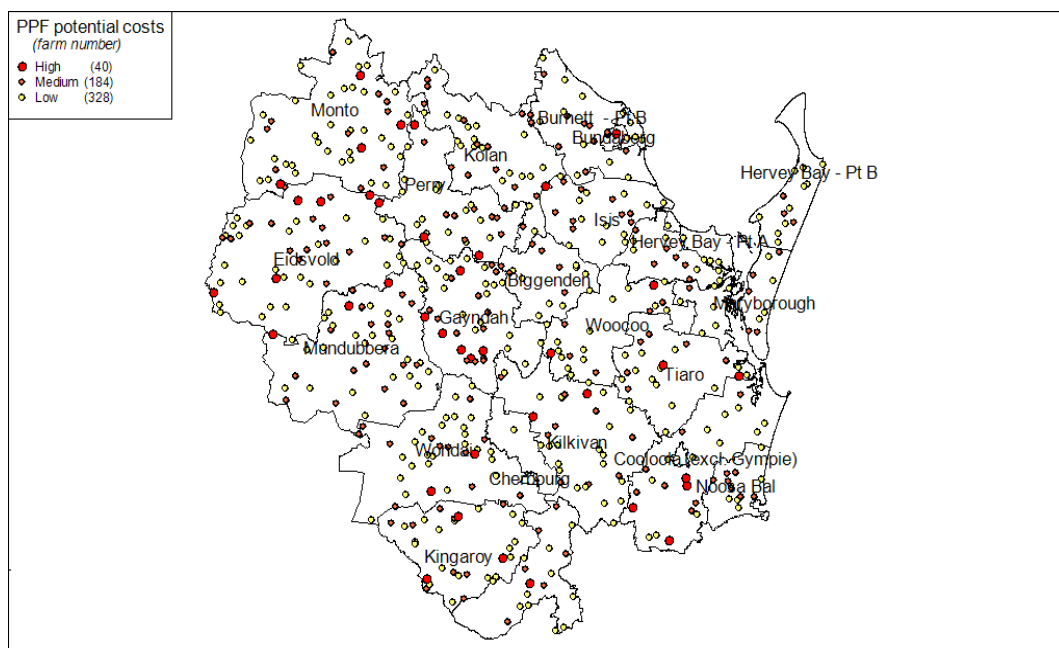 PPF potential costs
(farm number)
High (40)
Medium (184)
Low (328)
Monto
Burnett - Pt B
Bundaberg
Kolan
Hervey Bay - Pt B
Perry
Isis
Hervey Bay - Pt A
Eidsvold
Biggenden
Maryborough
Gayndah
Woocoo
Mundubbera
Tiaro
Kilkivan
Wondai
Cooloola (excl. Gympie)
Cherbourg
Noosa Bal
Kingaroy